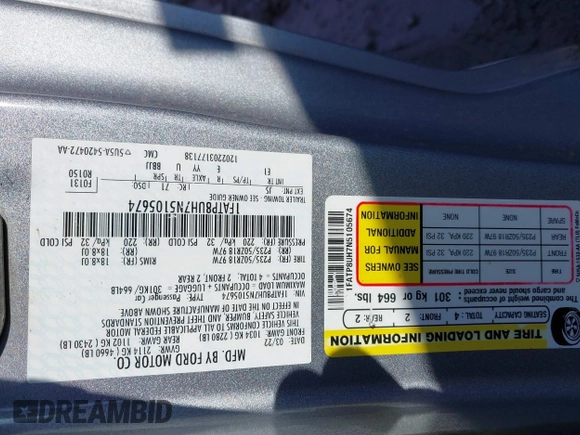 MFD. BY FORD MOTOR CO.
03/22
GVWR: 2114 KG/ 4660 LB
FRONT GAWR: 1034 KG/ 2280 LB
REAR GAWR: 1102 KG/ 2430 LB
THIS VEHICLE CONFORMS TO ALL APPLICABLE FEDERAL MOTOR
VEHICLE SAFETY, BUMPER, AND THEFT PREVENTION STANDARDS
IN EFFECT ON THE DATE OF MANUFACTURE SHOWN ABOVE.
VIN: 1FATP8UH7N5105674
TYPE: Passenger Car
MAXIMUM LOAD = OCCUPANTS + LUGGAGE = 301KG/ 664LB
OCCUPANTS = 4 TOTAL, 2 FRONT, 2 REAR
RIMS: (FR) 18x8.0J (RR) 18x8.0J
TIRES: (FR) P235/50ZR18 97W (RR) P235/50ZR18 97W
PRESSURE: (FR) 220 KPA/ 32 PSI COLD (RR) 220 KPA/ 32 PSI COLD
1FATP8UH7N5105674
TRAILER TOWING - SEE OWNER GUIDE
EXT PNT: JS
F0131
R0150
INT TR
TP/PS
AXLE
TR
SPR
EI
YY
U
BBJJ
CMC
120220317138
5USA-5420472-AA
TIRE AND LOADING INFORMATION
SEATING CAPACITY
TOTAL: 4
FRONT: 2
REAR: 2
The combined weight of occupants and cargo should never exceed
301 kg or 664 lbs.
TIRE
SIZE
COLD TIRE PRESSURE
FRONT
P235/50ZR18 97W
220 KPA, 32 PSI
REAR
P235/50ZR18 97W
220 KPA, 32 PSI
SPARE
NONE
NONE
SEE OWNERS
MANUAL FOR
ADDITIONAL
INFORMATION
1FATP8UH7N5105674
DREAMBID